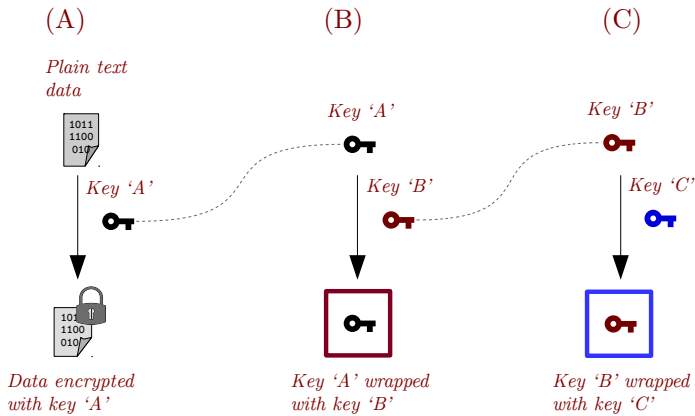 (A)
(B)
(C)
Plain text
data
1011
1100
010
Key ‘A’
Key ‘A’
Key ‘B’
Key ‘B’
Key ‘C’
1100
010
Data encrypted
with key ‘A’
Key ‘A’ wrapped
with key ‘B’
Key ‘B’ wrapped
with key ‘C’